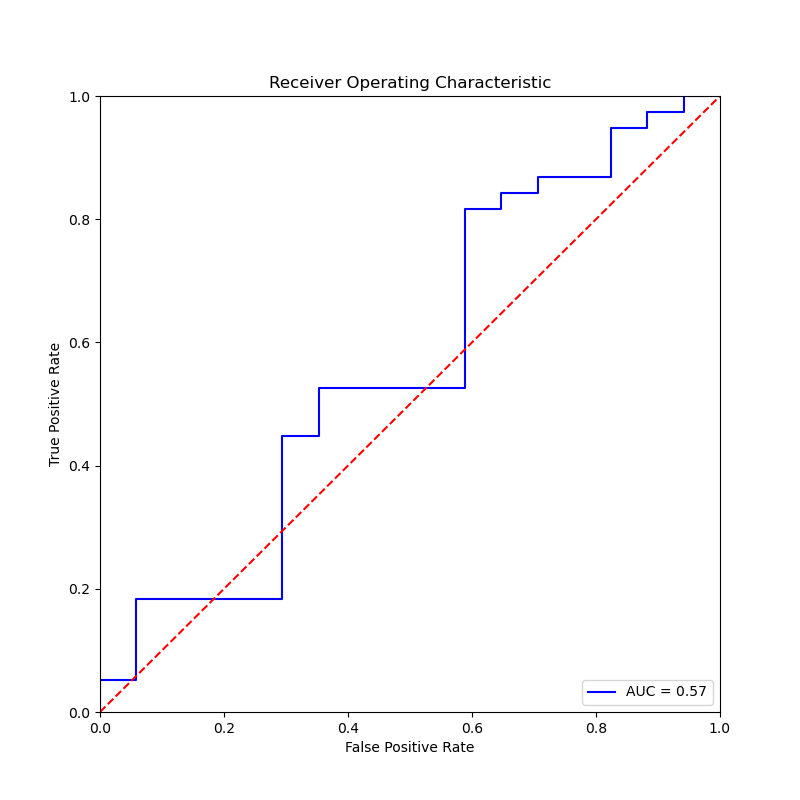 Receiver Operating Characteristic
1.0
0.8
0.6
0.4
0.2
0.0
True Positive Rate
AUC = 0.57
0.0 0.2 0.4 0.6 0.8 1.0
False Positive Rate